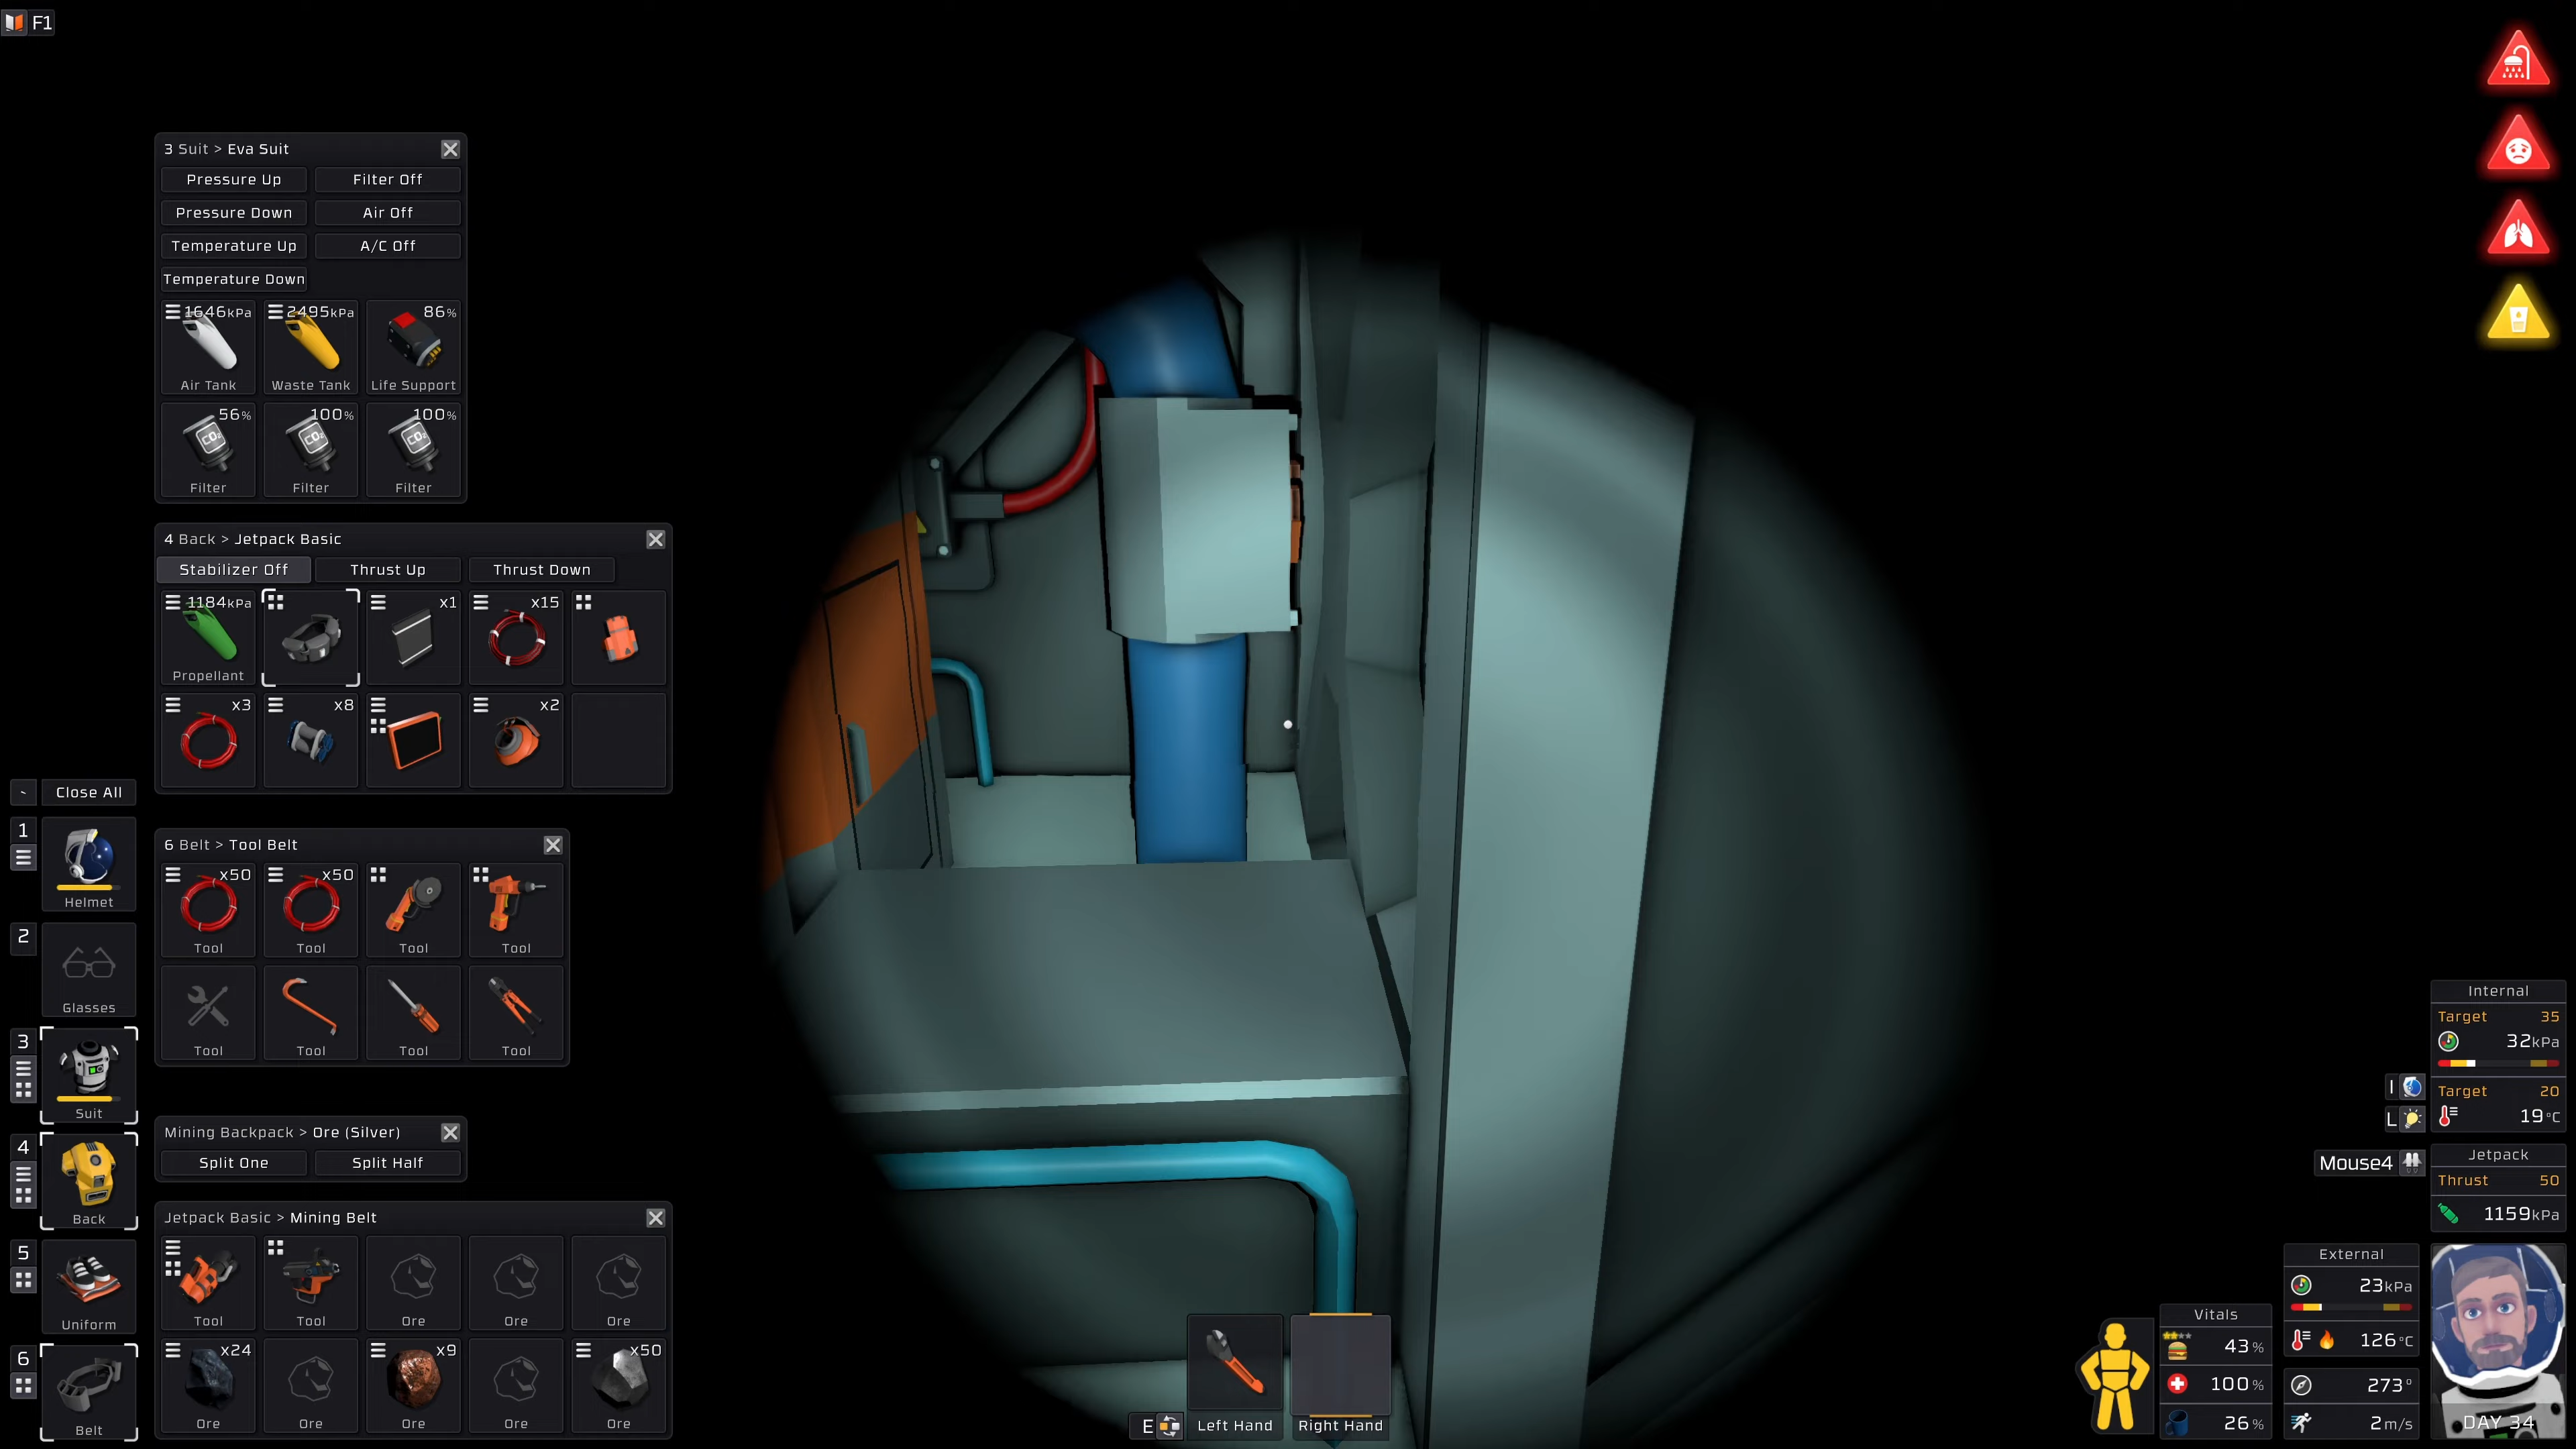 F1
3 Suit > Eva Suit
Pressure Up
Filter Off
Pressure Down
Air Off
Temperature Up
A/C Off
Temperature Down
1646kPa
2495kPa
86%
Air Tank
Waste Tank
Life Support
56%
100%
100%
CO₂
CO₂
CO₂
Filter
Filter
Filter
4 Back > Jetpack Basic
Stabilizer Off
Thrust Up
Thrust Down
1184kPa
x1
x15
Propellant
x3
x8
x2
~
Close All
1
Helmet
2
Glasses
3
Suit
4
Back
5
Uniform
6
Belt
6 Belt > Tool Belt
x50
x50
Tool
Tool
Tool
Tool
Tool
Tool
Tool
Tool
Mining Backpack > Ore (Silver)
Split One
Split Half
Jetpack Basic > Mining Belt
Tool
Tool
Ore
Ore
Ore
x24
x9
x50
Ore
Ore
Ore
Ore
Ore
E
Left Hand
Right Hand
Internal
Target 35
32kPa
Target 20
19°C
I
L
Mouse4
Jetpack
Thrust 50
1159kPa
External
23kPa
126°C
273°
2m/s
Vitals
43%
100%
26%
DAY 34